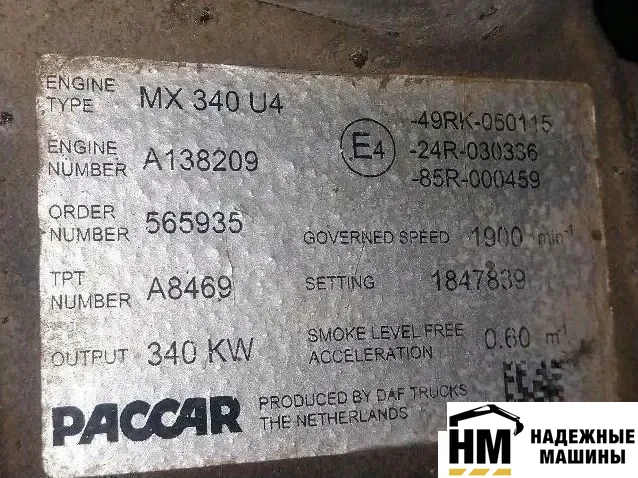 ENGINE TYPE MX 340 U4
ENGINE NUMBER A138209
ORDER NUMBER 565935
TPT NUMBER A8469
OUTPUT 340 KW
E4
-49RK-050115
-24R-030336
-85R-000459
GOVERNED SPEED 1900 min⁻¹
SETTING 1847839
SMOKE LEVEL FREE ACCELERATION 0.60 m⁻¹
PACCAR
PRODUCED BY DAF TRUCKS
THE NETHERLANDS
НМ
НАДЕЖНЫЕ
МАШИНЫ